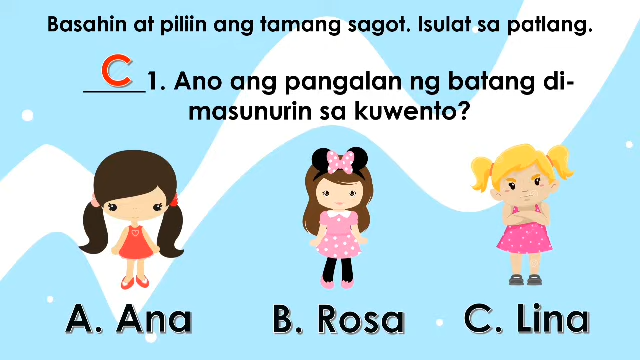 Basahin at piliin ang tamang sagot. Isulat sa patlang.
_____C1. Ano ang pangalan ng batang di-
masunurin sa kuwento?
A. Ana B. Rosa C. Lina